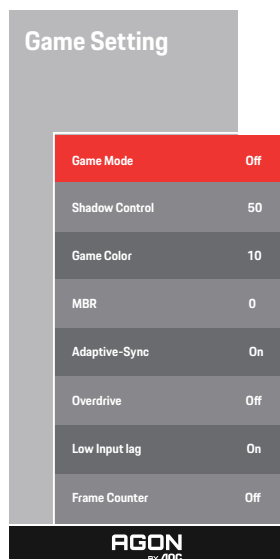 Game Setting
Game Mode Off
Shadow Control 50
Game Color 10
MBR 0
Adaptive-Sync On
Overdrive Off
Low Input lag On
Frame Counter Off
AGON
BY AOC